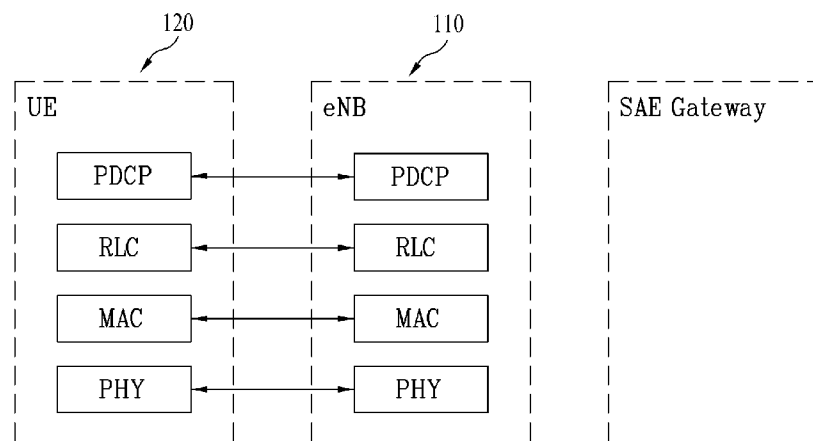 120
110
UE
eNB
SAE Gateway
PDCP
PDCP
RLC
RLC
MAC
MAC
PHY
PHY